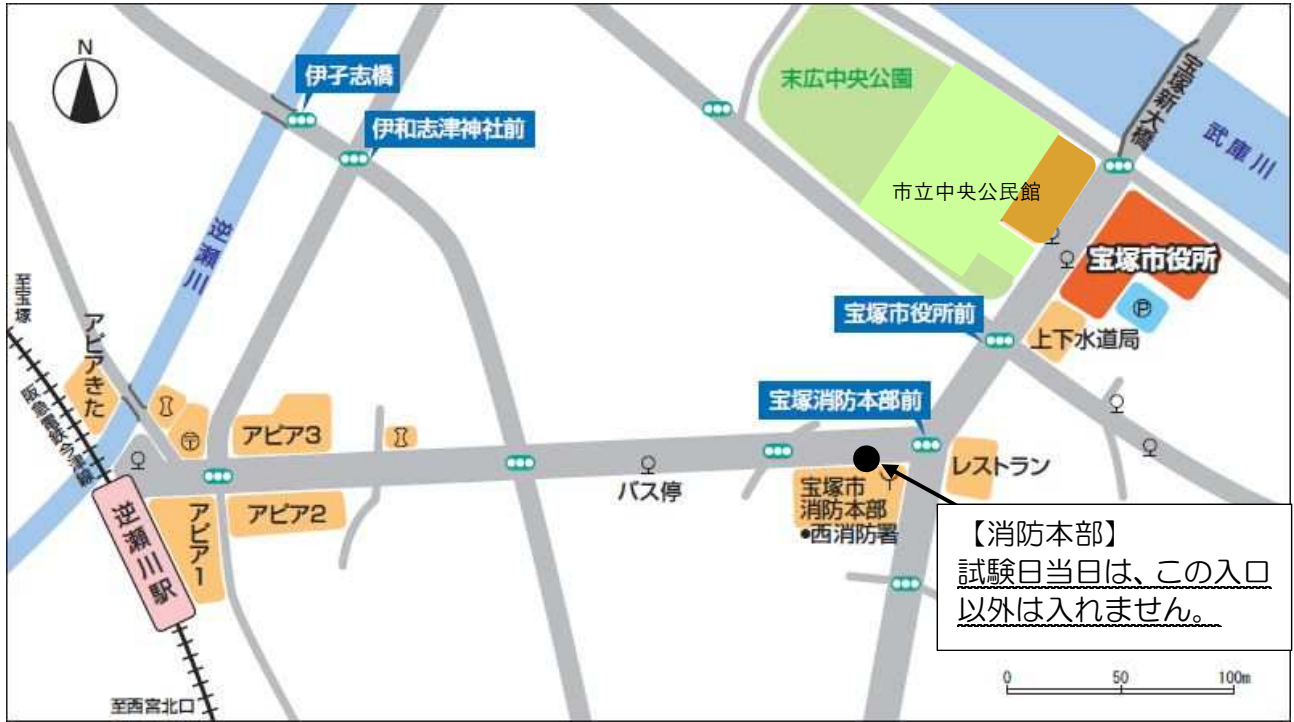 N
伊孑志橋
伊和志津神社前
末広中央公園
宝塚新大橋
武庫川
市立中央公民館
逆瀬川
宝塚市役所
至宝塚
P
アピアきた
宝塚市役所前
上下水道局
阪急電鉄今津線
宝塚消防本部前
〒
アピア3
レストラン
バス停
アピア1
アピア2
宝塚市
消防本部
●西消防署
逆瀬川駅
【消防本部】
試験日当日は、この入口
以外は入れません。
0 50 100m
至西宮北口